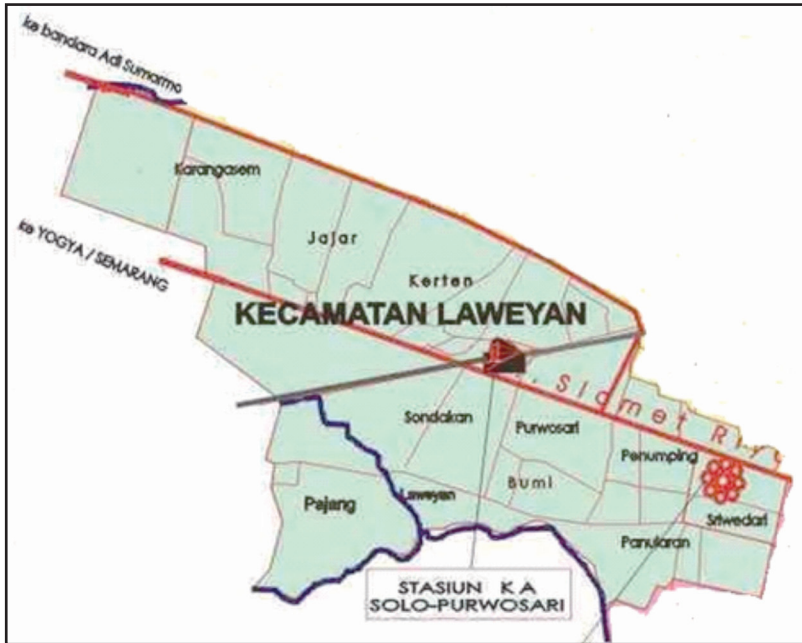 ke bandara Adi Sumarmo
Karangasem
Jajar
ke YOGYA / SEMARANG
Kerten
KECAMATAN LAWEYAN
Slamet Riy
Sondakan
Purwosari
Penumping
Bumi
Pajang
Laweyan
Sriwedari
Panularan
STASIUN KA
SOLO-PURWOSARI